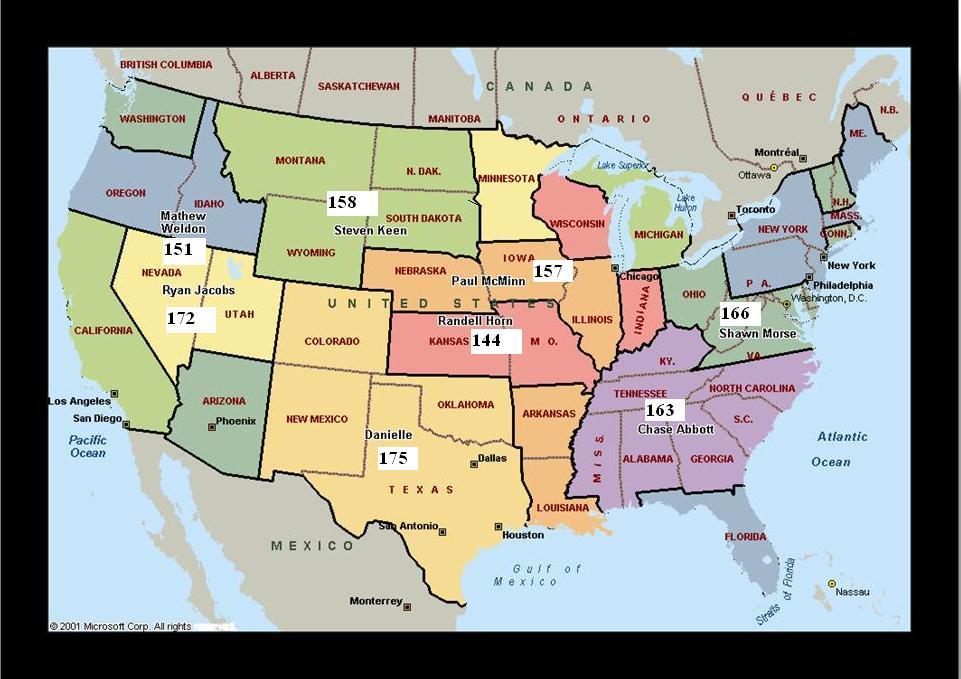 BRITISH COLUMBIA
ALBERTA
SASKATCHEWAN
MANITOBA
CANADA
ONTARIO
QUÉBEC
N.B.
WASHINGTON
MONTANA
N. DAK.
MINNESOTA
Lake Superior
Montréal
Ottawa
ME.
OREGON
IDAHO
158
SOUTH DAKOTA
Steven Keen
WISCONSIN
MICHIGAN
Lake
Huron
Toronto
N.H.
MASS.
CONN.
NEW YORK
Mathew
Weldon
151
WYOMING
NEVADA
Ryan Jacobs
172
UTAH
NEBRASKA
IOWA
157
Paul McMinn
Chicago
New York
Philadelphia
Washington, D.C.
P A.
OHIO
166
Shawn Morse
VA.
UNITED STATES
CALIFORNIA
COLORADO
Randell Horn
KANSAS
144
M O.
ILLINOIS
INDIANA
KY.
Los Angeles
San Diego
Pacific
Ocean
ARIZONA
Phoenix
NEW MEXICO
OKLAHOMA
ARKANSAS
TENNESSEE
NORTH CAROLINA
163
Chase Abbott
S.C.
MISS.
ALABAMA
GEORGIA
Atlantic
Ocean
Danielle
175
Dallas
TEXAS
San Antonio
Houston
LOUISIANA
FLORIDA
MEXICO
Gulf of
Mexico
Straits of Florida
Nassau
Monterrey
© 2001 Microsoft Corp. All rights